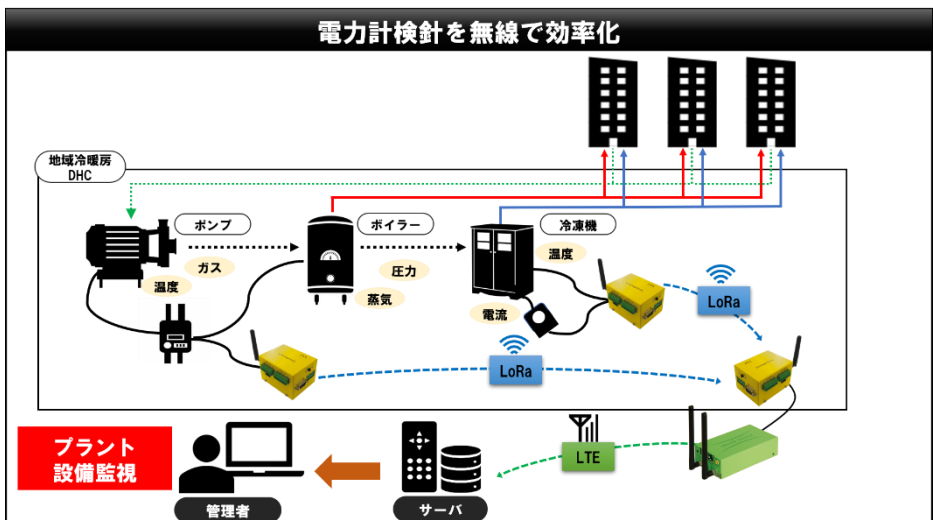 電力計検針を無線で効率化
地域冷暖房
DHC
ポンプ
ボイラー
冷凍機
ガス
温度
圧力
蒸気
温度
電流
LoRa
LoRa
LTE
プラント
設備監視
管理者
サーバ